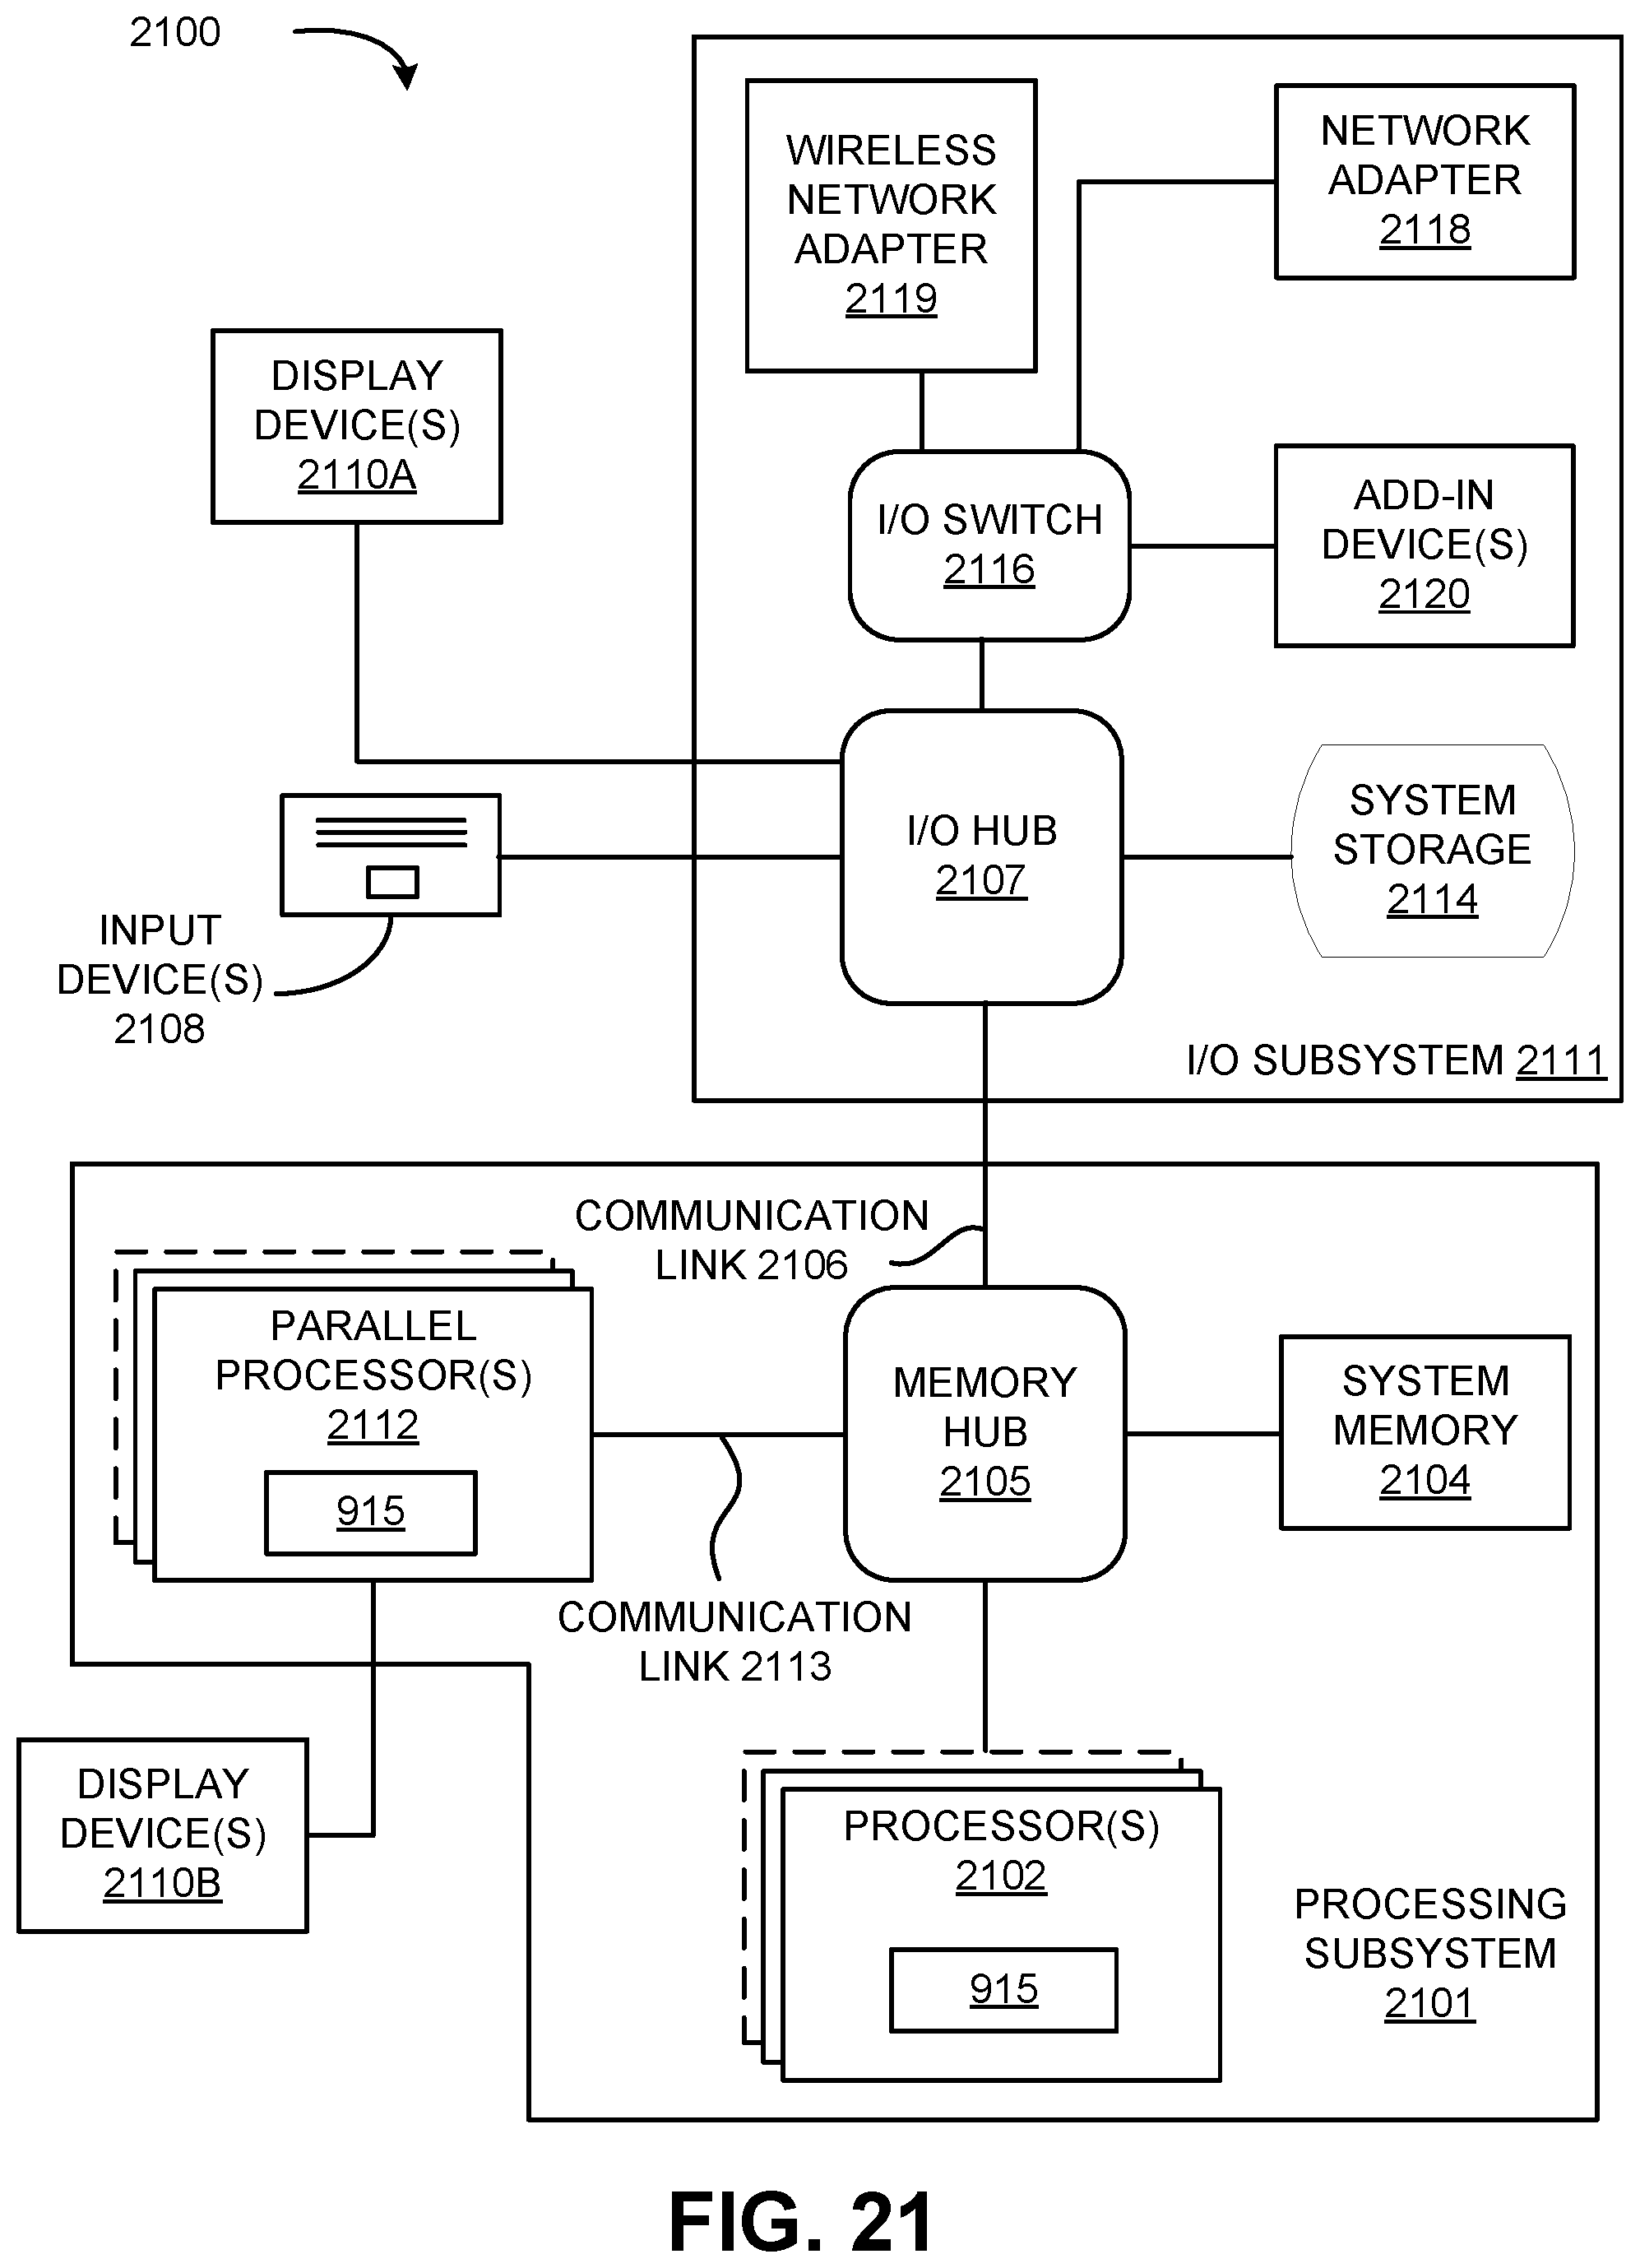 2100
WIRELESS
NETWORK
ADAPTER
2119
NETWORK
ADAPTER
2118
DISPLAY
DEVICE(S)
2110A
I/O SWITCH
2116
ADD-IN
DEVICE(S)
2120
I/O HUB
2107
SYSTEM
STORAGE
2114
INPUT
DEVICE(S)
2108
I/O SUBSYSTEM 2111
COMMUNICATION
LINK 2106
PARALLEL
PROCESSOR(S)
2112
915
MEMORY
HUB
2105
SYSTEM
MEMORY
2104
COMMUNICATION
LINK 2113
DISPLAY
DEVICE(S)
2110B
PROCESSOR(S)
2102
915
PROCESSING
SUBSYSTEM
2101
FIG. 21